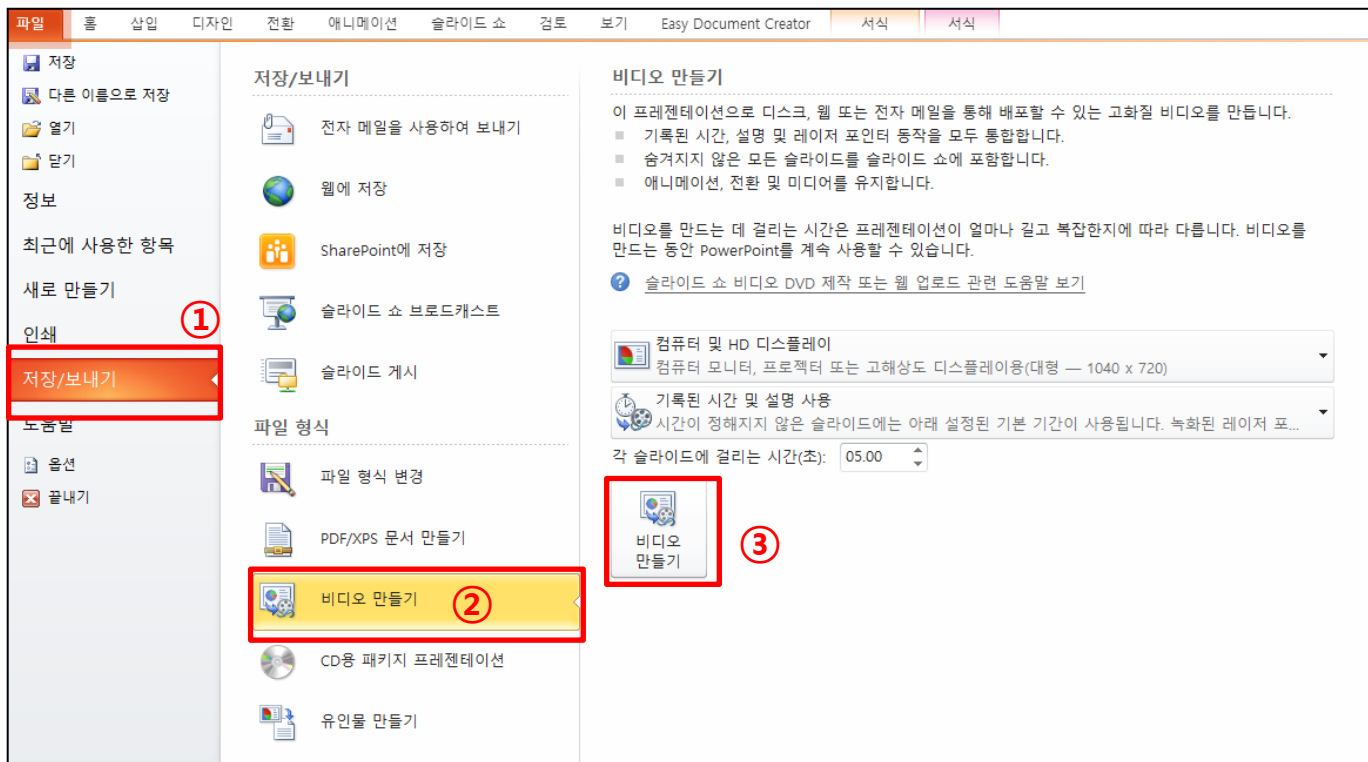 파일 홈 삽입 디자인 전환 애니메이션 슬라이드 쇼 검토 보기 Easy Document Creator 서식 서식
저장
다른 이름으로 저장
열기
닫기
정보
최근에 사용한 항목
새로 만들기
인쇄
①
저장/보내기
도움말
옵션
끝내기
저장/보내기
전자 메일을 사용하여 보내기
웹에 저장
SharePoint에 저장
슬라이드 쇼 브로드캐스트
슬라이드 게시
파일 형식
파일 형식 변경
PDF/XPS 문서 만들기
비디오 만들기 ②
CD용 패키지 프레젠테이션
유인물 만들기
비디오 만들기
이 프레젠테이션으로 디스크, 웹 또는 전자 메일을 통해 배포할 수 있는 고화질 비디오를 만듭니다.
기록된 시간, 설명 및 레이저 포인터 동작을 모두 통합합니다.
숨겨지지 않은 모든 슬라이드를 슬라이드 쇼에 포함합니다.
애니메이션, 전환 및 미디어를 유지합니다.
비디오를 만드는 데 걸리는 시간은 프레젠테이션이 얼마나 길고 복잡한지에 따라 다릅니다. 비디오를
만드는 동안 PowerPoint를 계속 사용할 수 있습니다.
슬라이드 쇼 비디오 DVD 제작 또는 웹 업로드 관련 도움말 보기
컴퓨터 및 HD 디스플레이
컴퓨터 모니터, 프로젝터 또는 고해상도 디스플레이용(대형 — 1040 x 720)
기록된 시간 및 설명 사용
시간이 정해지지 않은 슬라이드에는 아래 설정된 기본 기간이 사용됩니다. 녹화된 레이저 포...
각 슬라이드에 걸리는 시간(초): 05.00
비디오
만들기
③